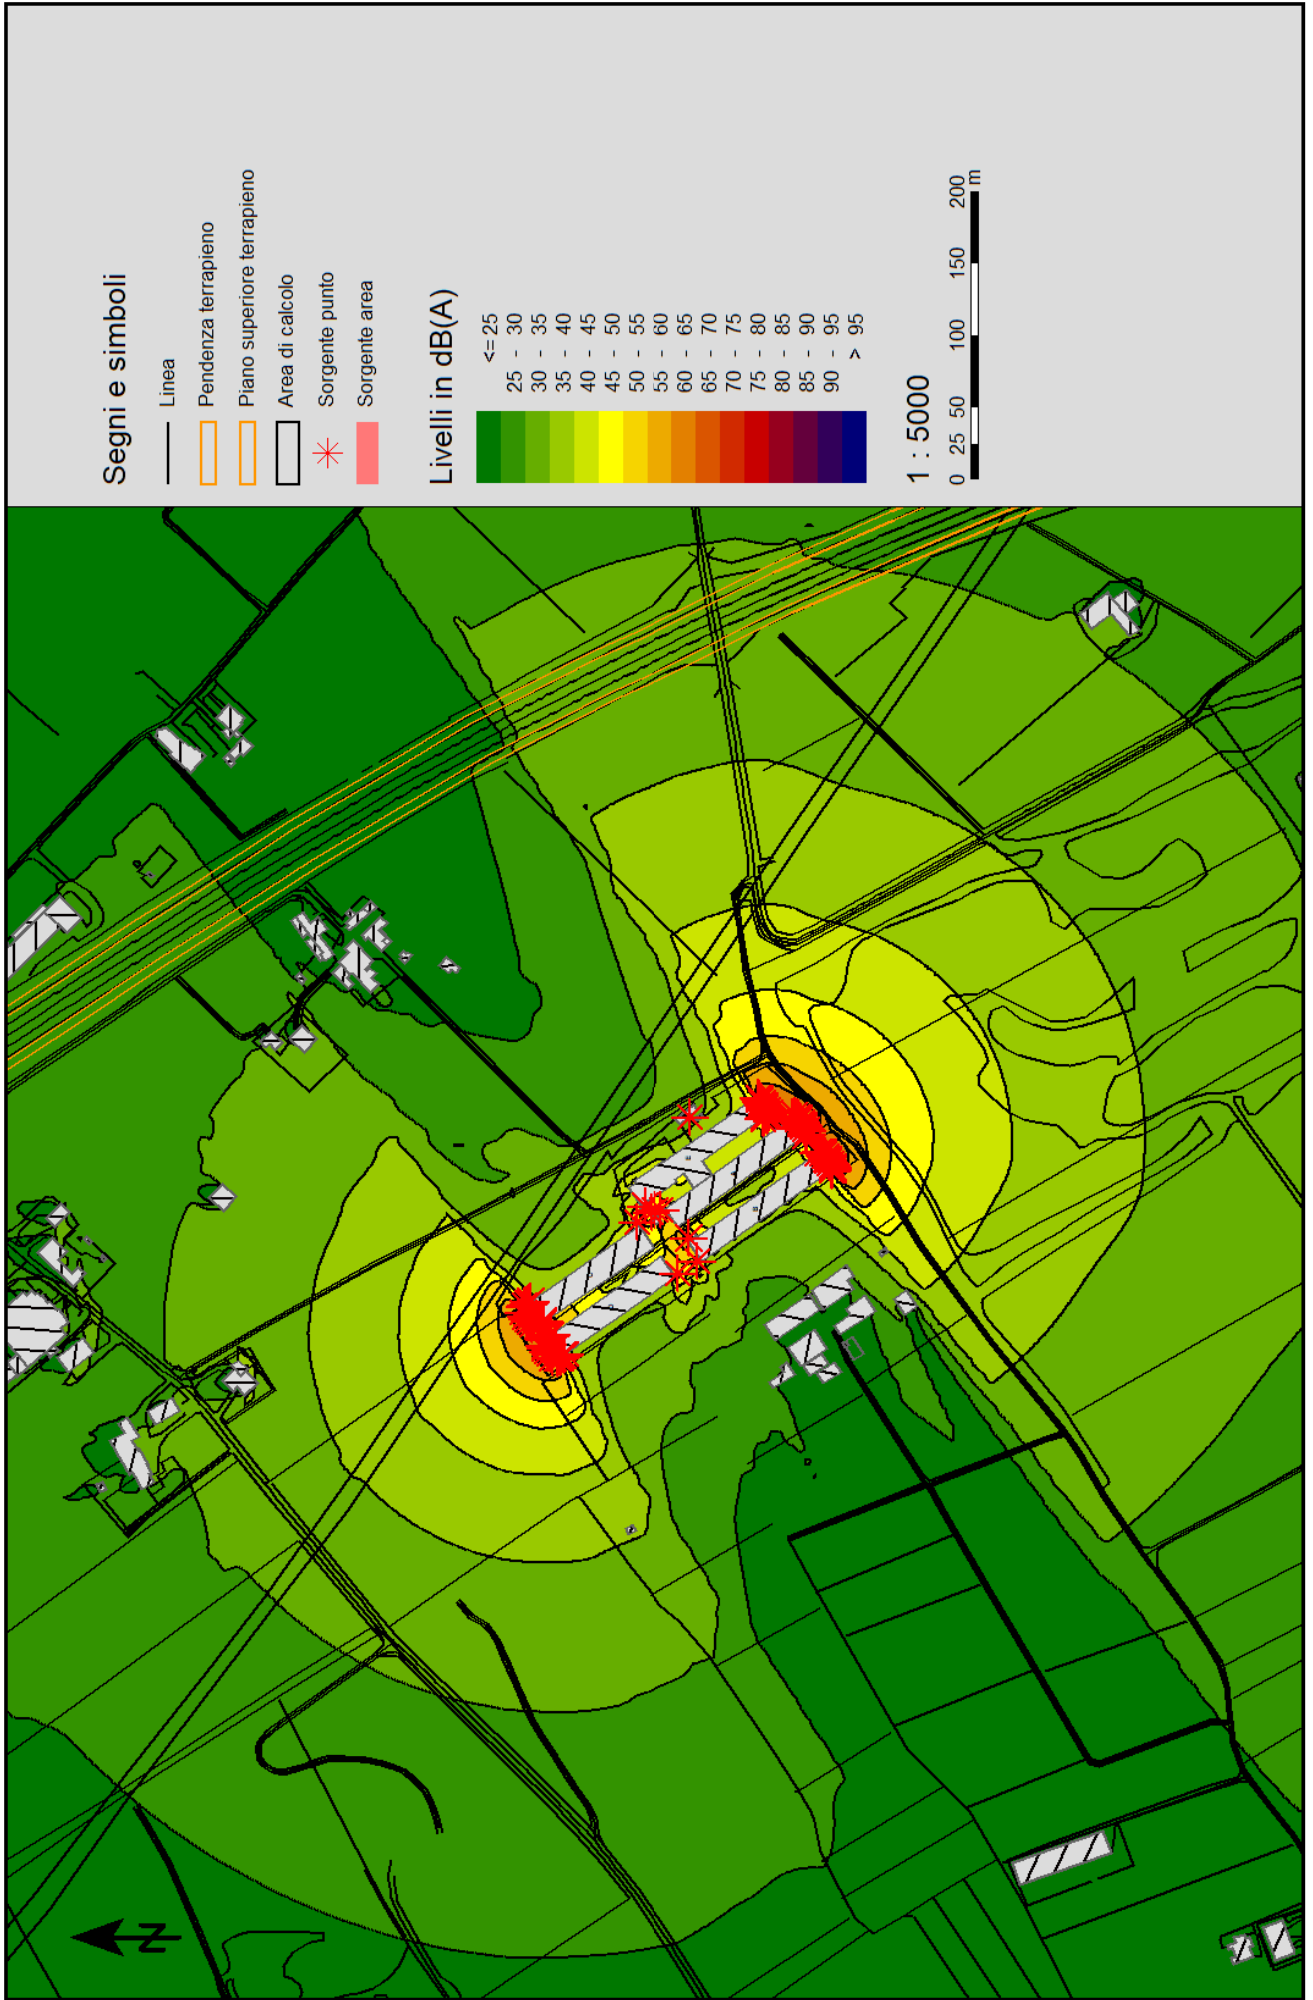 Segni e simboli
Linea
Pendenza terrapieno
Piano superiore terrapieno
Area di calcolo
Sorgente punto
Sorgente area
Livelli in dB(A)
<=25
25 - 30
30 - 35
35 - 40
40 - 45
45 - 50
50 - 55
55 - 60
60 - 65
65 - 70
70 - 75
75 - 80
80 - 85
85 - 90
90 - 95
> 95
1 : 5000
0 25 50 100 150 200
m
N